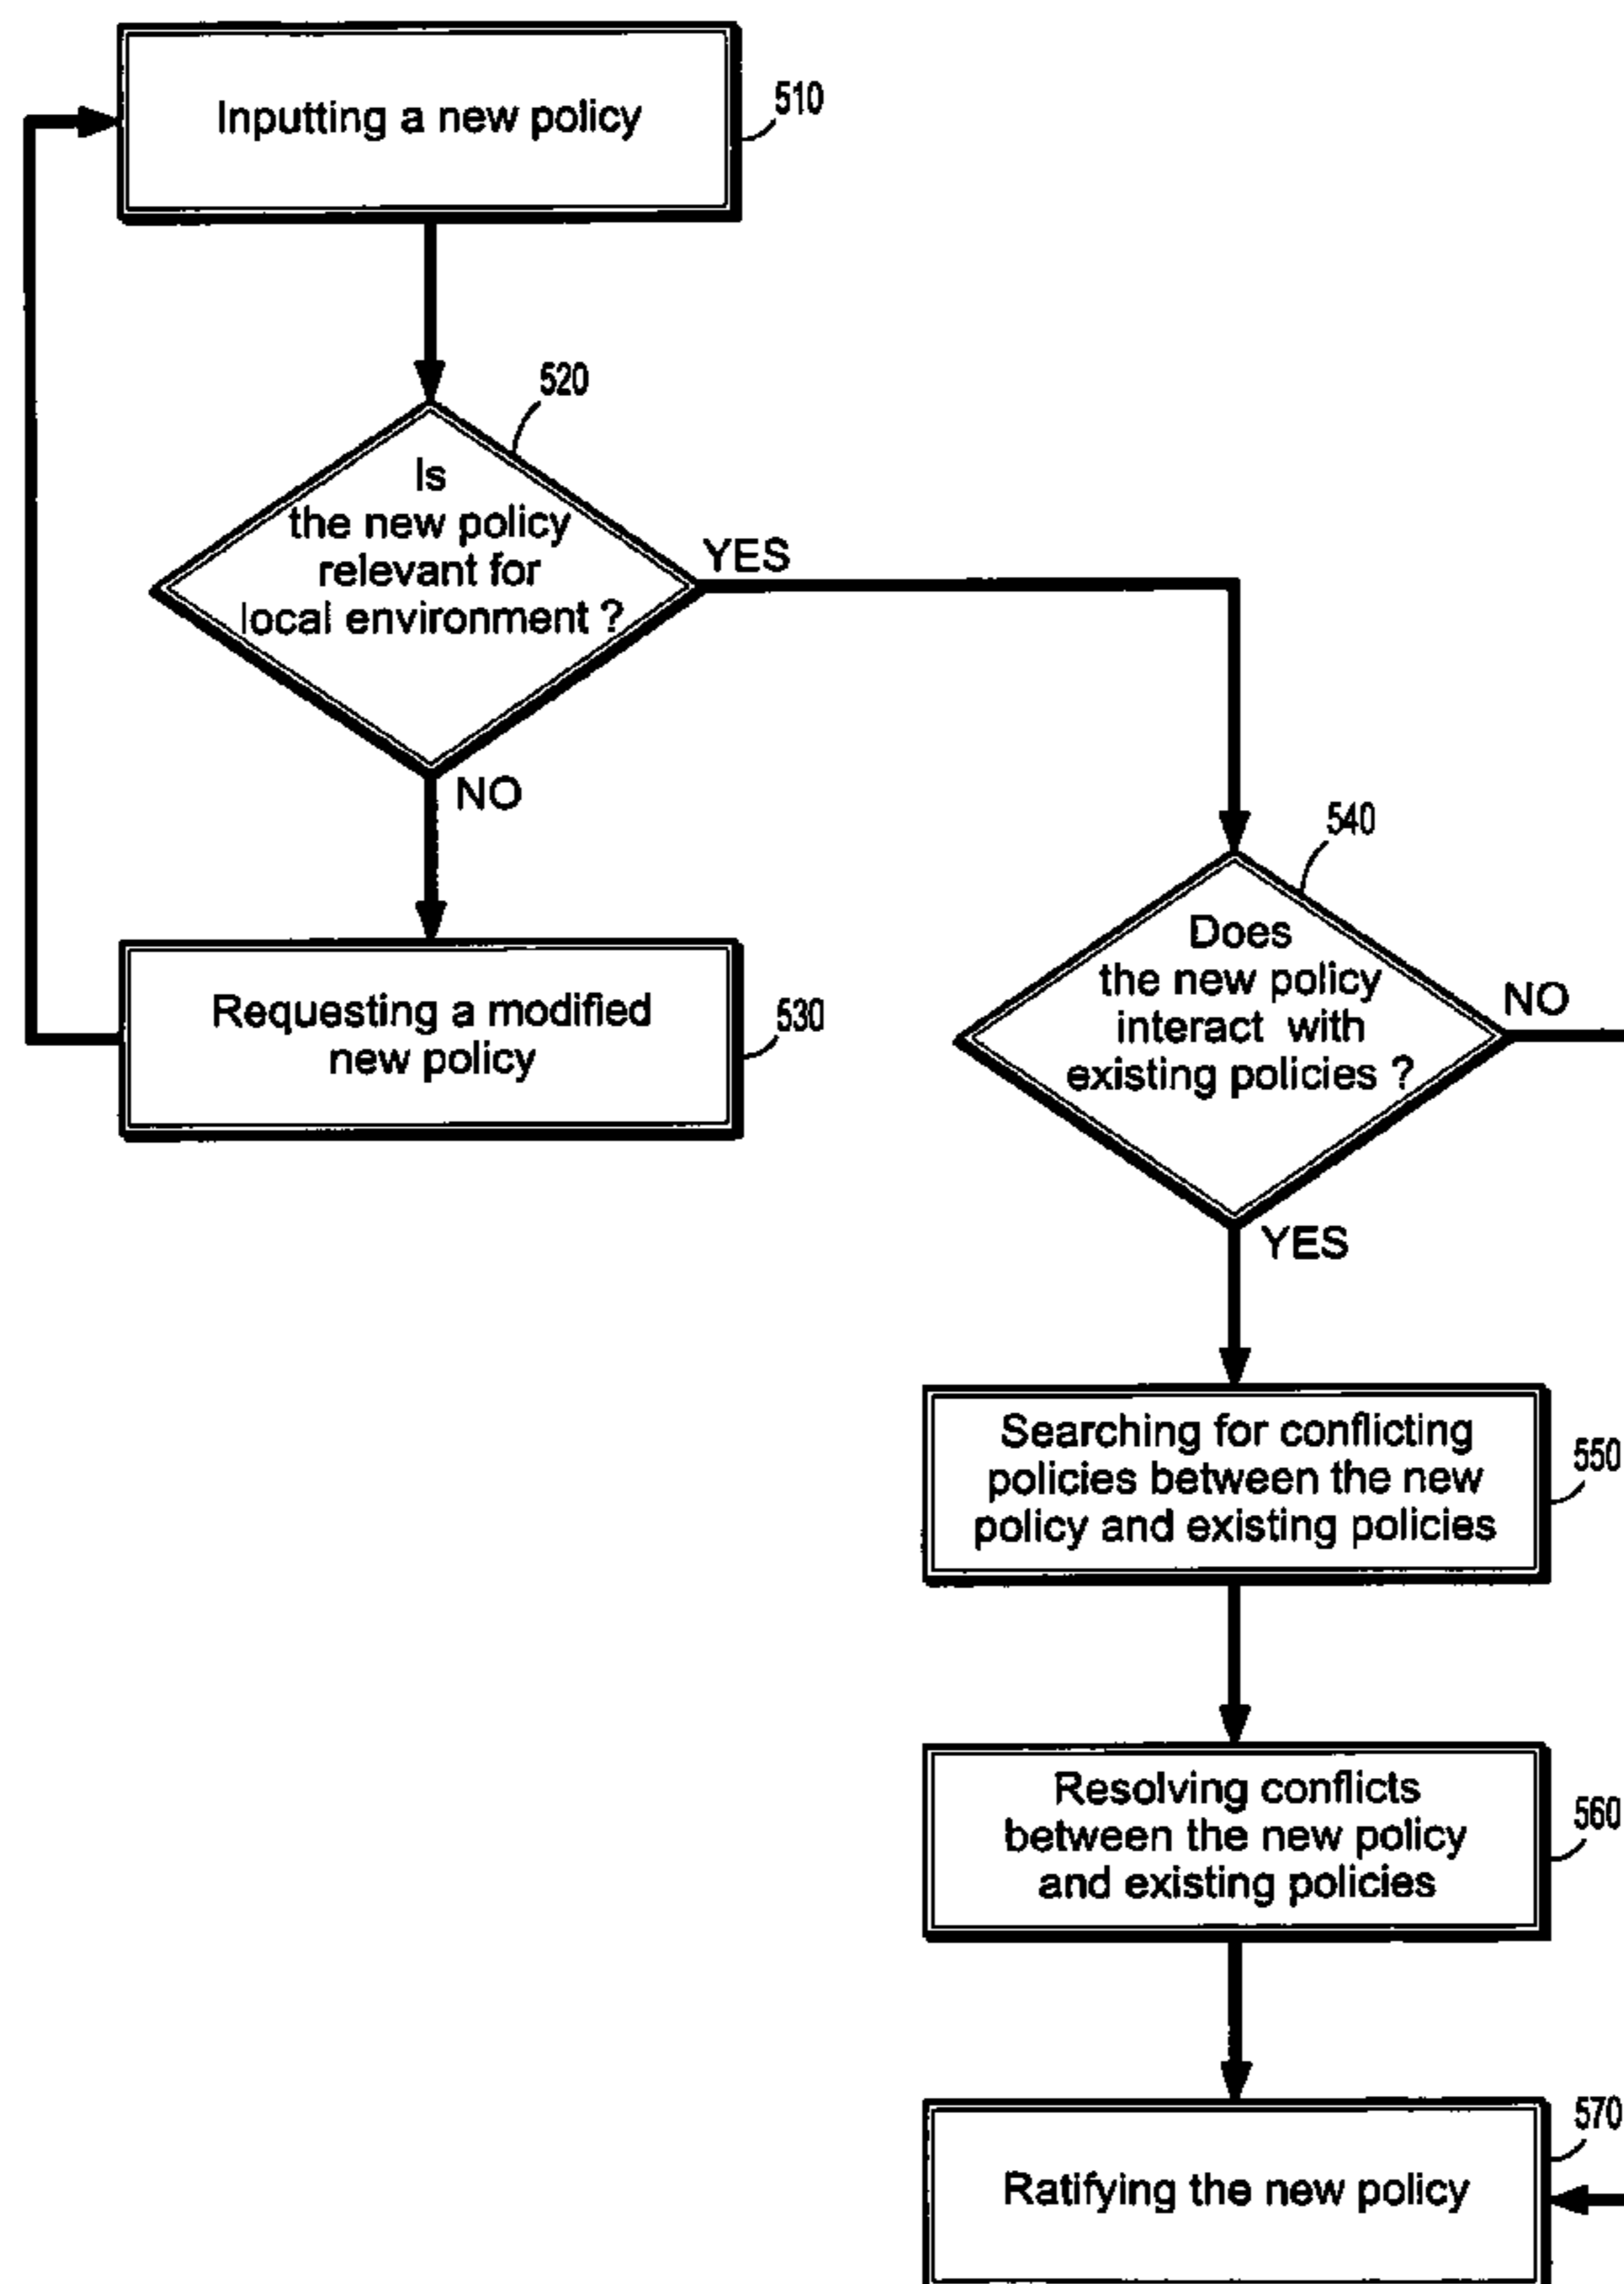 Inputting a new policy
510
520
Is
the new policy
relevant for
local environment ?
YES
NO
Requesting a modified
new policy
530
540
Does
the new policy
interact with
existing policies ?
NO
YES
Searching for conflicting
policies between the new
policy and existing policies
550
Resolving conflicts
between the new policy
and existing policies
560
570
Ratifying the new policy